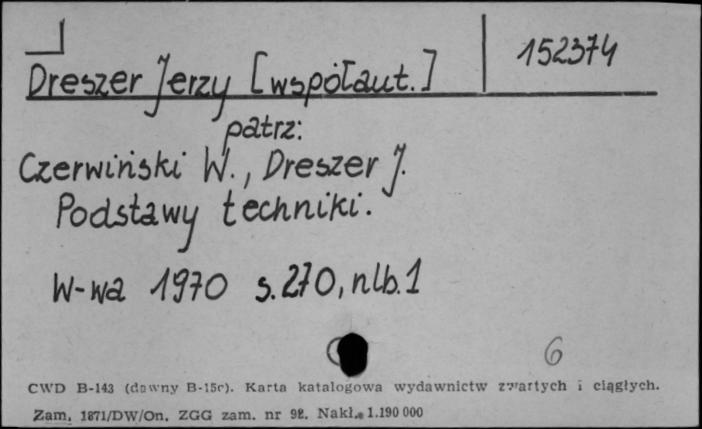 Dreszer Jerzy [współaut.] 152374
patrz:
Czerwiński W., Dreszer J.
Podstawy techniki.
W-wa 1970 s. 270, nlb. 1
6
CWD B-143 (dawny B-15c). Karta katalogowa wydawnictw zwartych i ciągłych.
Zam. 1871/DW/On. ZGG zam. nr 98. Nakł. 1.190 000